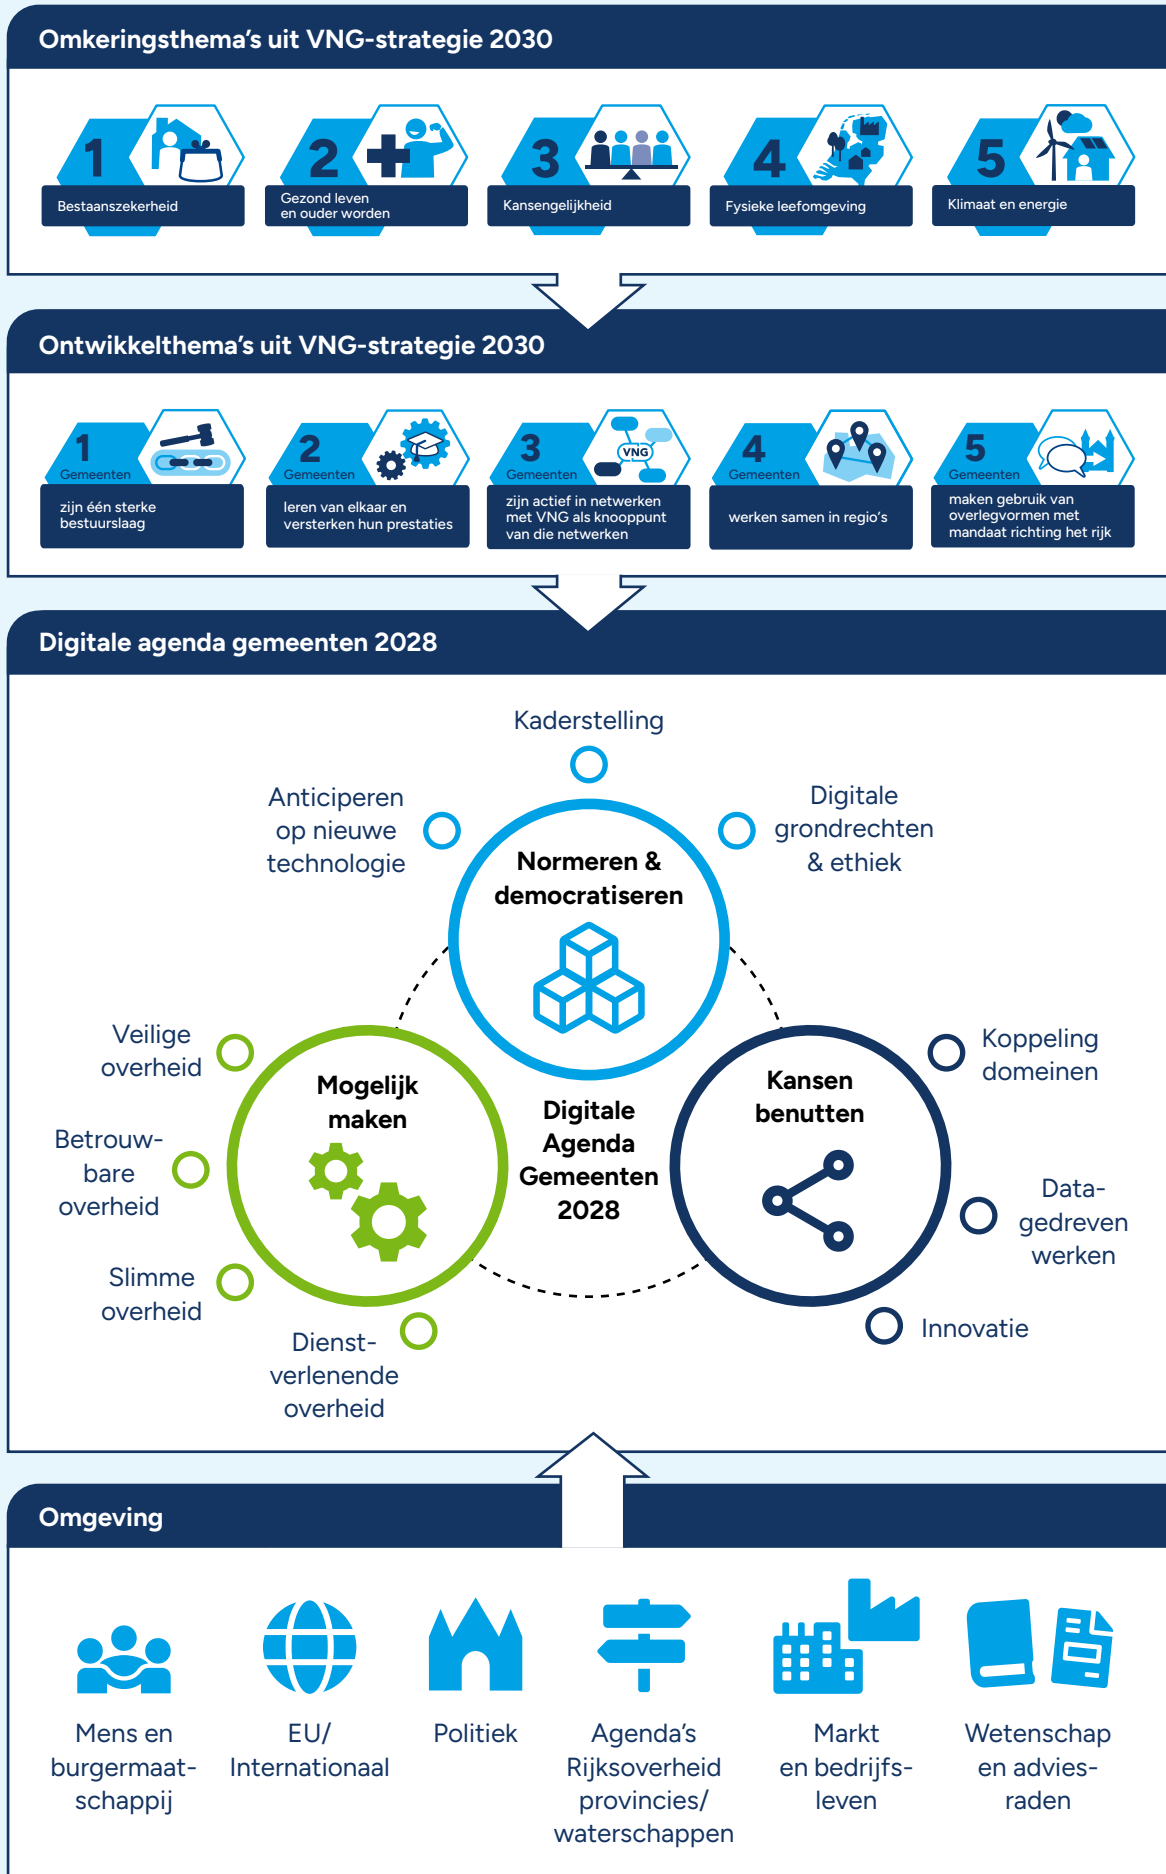 Omkeringsthema’s uit VNG-strategie 2030
1
Bestaanszekerheid
2
Gezond leven
en ouder worden
3
Kansengelijkheid
4
Fysieke leefomgeving
5
Klimaat en energie
Ontwikkelthema’s uit VNG-strategie 2030
1
Gemeenten
zijn één sterke
bestuurslaag
2
Gemeenten
leren van elkaar en
versterken hun prestaties
3
Gemeenten
VNG
zijn actief in netwerken
met VNG als knooppunt
van die netwerken
4
Gemeenten
werken samen in regio’s
5
Gemeenten
maken gebruik van
overlegvormen met
mandaat richting het rijk
Digitale agenda gemeenten 2028
Kaderstelling
Anticiperen
op nieuwe
technologie
Digitale
grondrechten
& ethiek
Normeren &
democratiseren
Veilige
overheid
Betrouw-
bare
overheid
Slimme
overheid
Dienst-
verlenende
overheid
Mogelijk
maken
Digitale
Agenda
Gemeenten
2028
Kansen
benutten
Koppeling
domeinen
Data-
gedreven
werken
Innovatie
Omgeving
Mens en
burgermaat-
schappij
EU/
Internationaal
Politiek
Agenda’s
Rijksoverheid
provincies/
waterschappen
Markt
en bedrijfs-
leven
Wetenschap
en advies-
raden